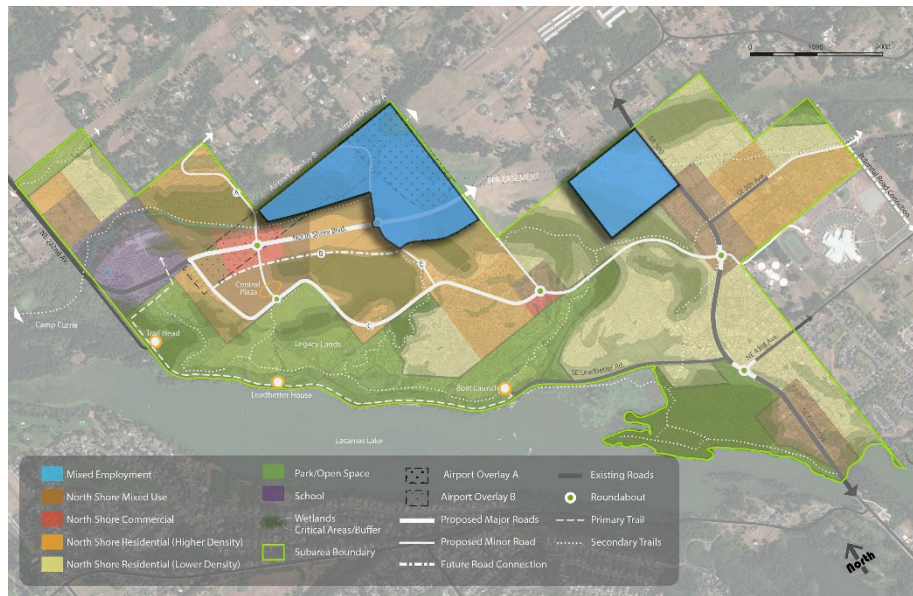 0 1000 2000
Airport Overlay A
Airport Overlay B
BPA EASEMENT
A
North Shore Blvd.
B
E
C
Central
Plaza
NE 232nd AV
Camp Currie
Trail Head
Legacy Lands
Leadbetter House
Boat Launch
SE Leadbetter Rd.
SE 8th Ave.
NE 43rd Ave.
Potential Road Connection
Lacamas Lake
Mixed Employment
North Shore Mixed Use
North Shore Commercial
North Shore Residential (Higher Density)
North Shore Residential (Lower Density)
Park/Open Space
School
Wetlands
Critical Areas/Buffer
Subarea Boundary
Airport Overlay A
Airport Overlay B
Proposed Major Roads
Proposed Minor Road
Future Road Connection
Existing Roads
Roundabout
Primary Trail
Secondary Trails
North